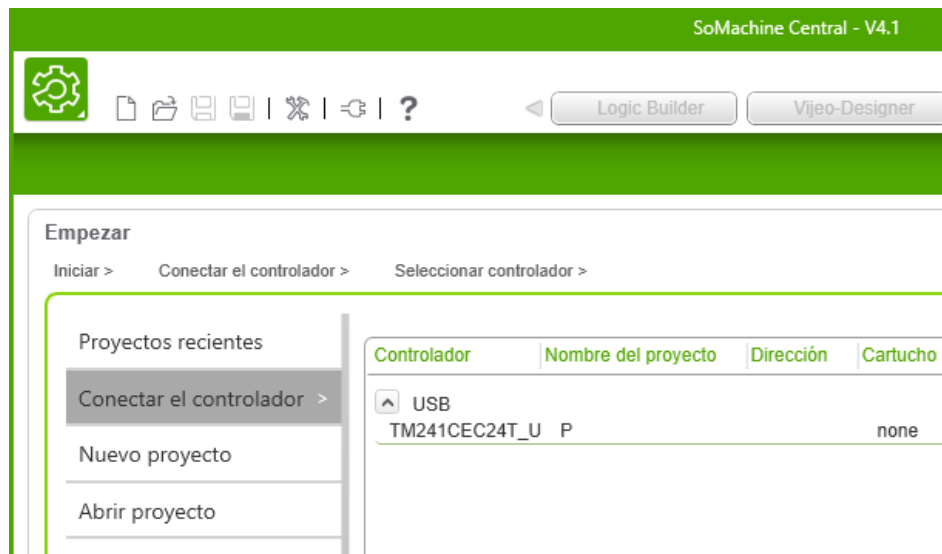 SoMachine Central - V4.1
? Logic Builder Vijeo-Designer
Empezar
Iniciar > Conectar el controlador > Seleccionar controlador >
Proyectos recientes
Conectar el controlador >
Nuevo proyecto
Abrir proyecto
Controlador Nombre del proyecto Dirección Cartucho
USB
TM241CEC24T_U P none